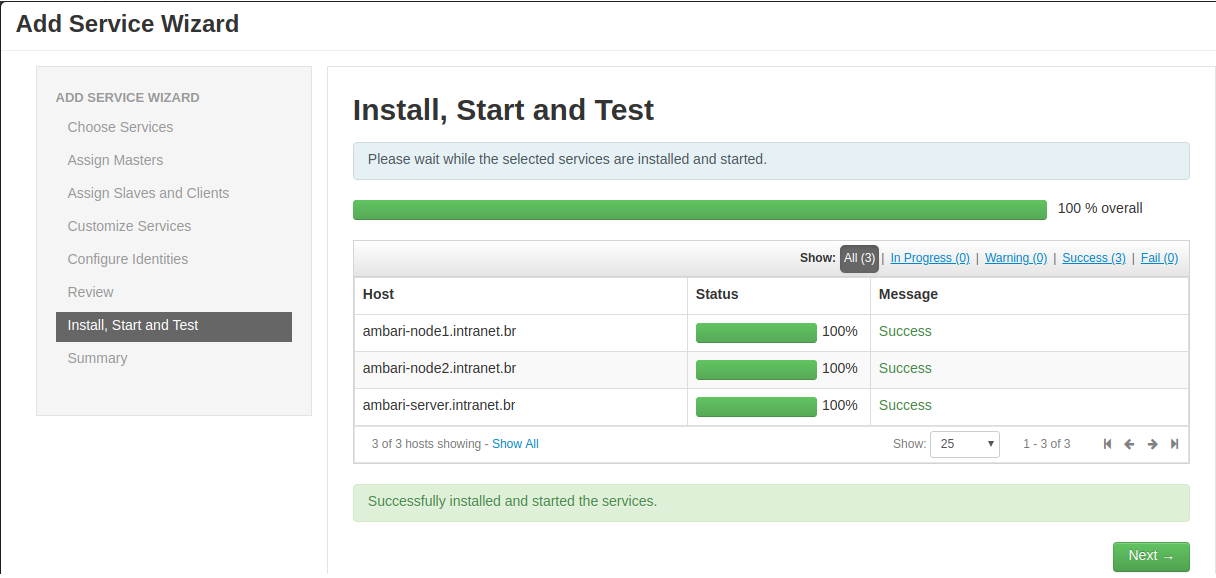 Add Service Wizard
ADD SERVICE WIZARD
Choose Services
Assign Masters
Assign Slaves and Clients
Customize Services
Configure Identities
Review
Install, Start and Test
Summary
Install, Start and Test
Please wait while the selected services are installed and started.
100 % overall
Show: All (3) | In Progress (0) | Warning (0) | Success (3) | Fail (0)
Host Status Message
ambari-node1.intranet.br 100% Success
ambari-node2.intranet.br 100% Success
ambari-server.intranet.br 100% Success
3 of 3 hosts showing - Show All Show: 25 1 - 3 of 3
Successfully installed and started the services.
Next →